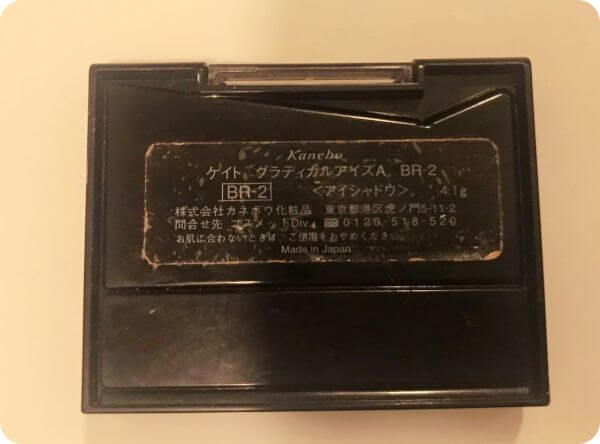 Kanebo
ケイト グラディカルアイズA BR-2
BR-2 <アイシャドウ> 4.1g
株式会社カネボウ化粧品 東京都港区虎ノ門5-11-2
問合せ先 コスメットDiv. 0120-518-520
お肌に合わないときは、ご使用をおやめください。
Made in Japan